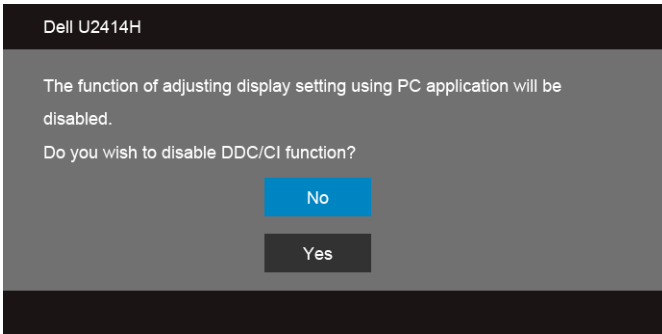 Dell U2414H
The function of adjusting display setting using PC application will be
disabled.
Do you wish to disable DDC/CI function?
No
Yes